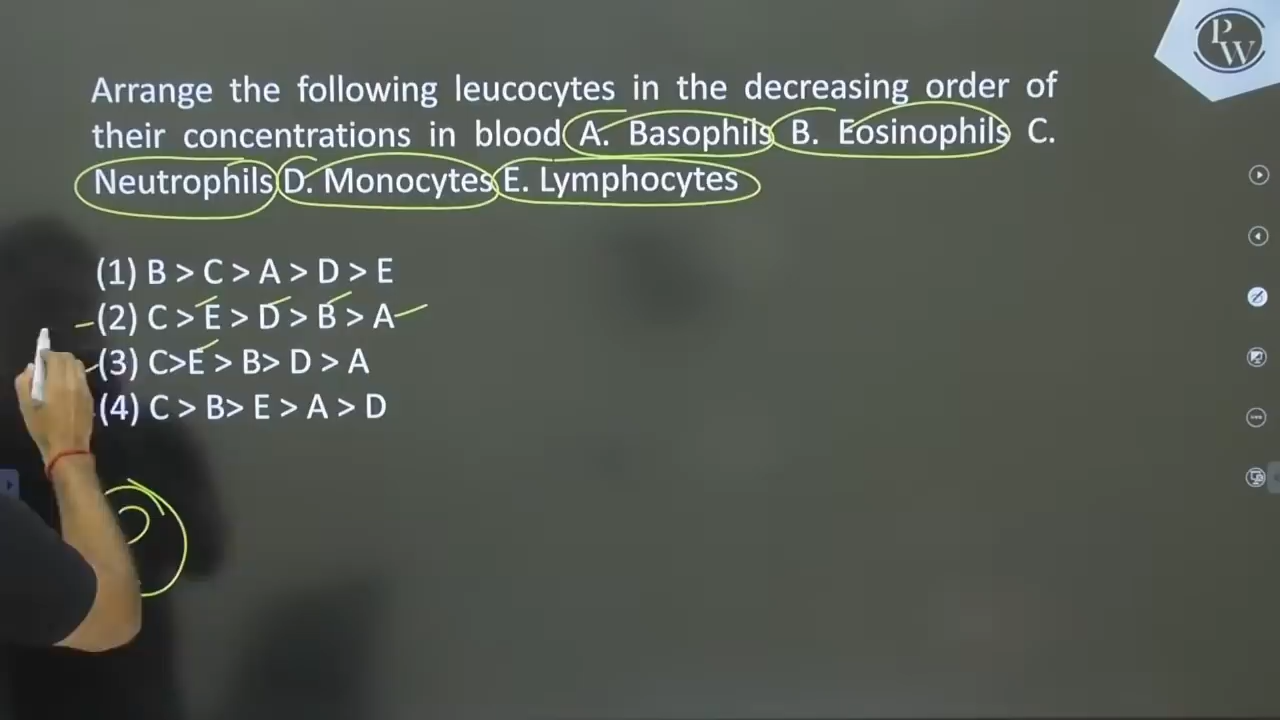 Arrange the following leucocytes in the decreasing order of
their concentrations in blood A. Basophils B. Eosinophils C.
Neutrophils D. Monocytes E. Lymphocytes
(1) B > C > A > D > E
(2) C > E > D > B > A
(3) C>E > B> D > A
(4) C > B> E > A > D
2
P
W